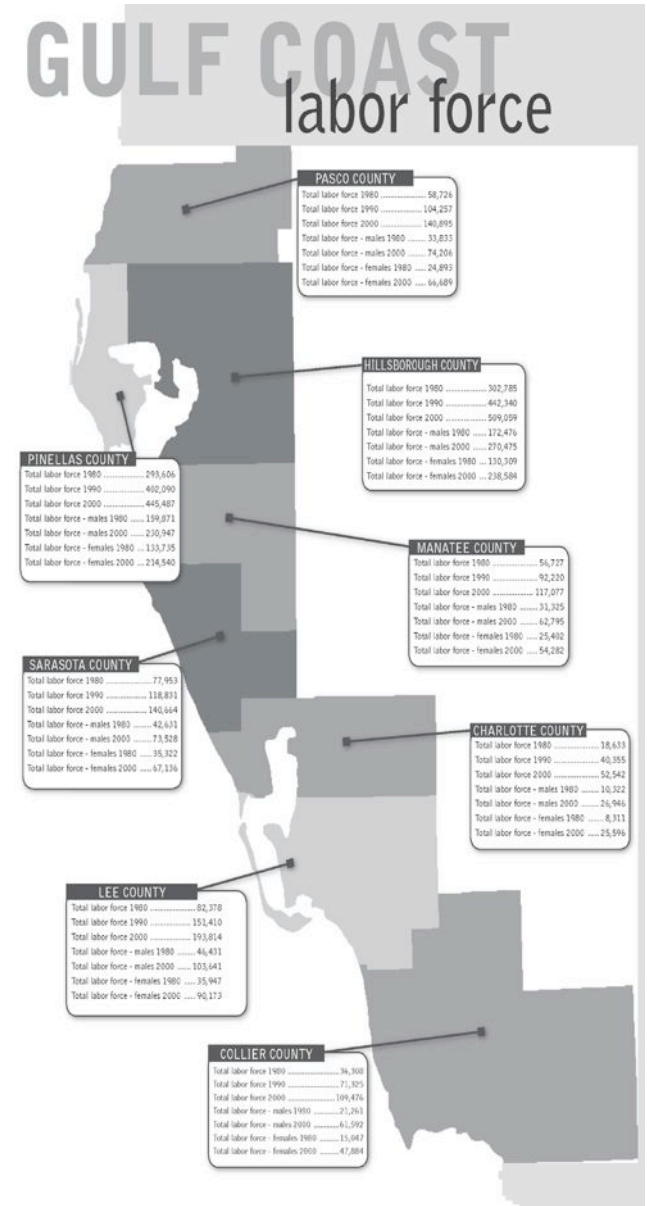 GULF COAST
labor force
PASCO COUNTY
Total labor force 1980 ..................... 58,726
Total labor force 1990 ................... 104,257
Total labor force 2000 ................... 140,895
Total labor force - males 1980 ........ 33,833
Total labor force - males 2000 ........ 74,206
Total labor force - females 1980 ..... 24,893
Total labor force - females 2000 ..... 66,689
HILLSBOROUGH COUNTY
Total labor force 1980 ................... 302,785
Total labor force 1990 ................... 442,340
Total labor force 2000 ................... 509,059
Total labor force - males 1980 ...... 172,476
Total labor force - males 2000 ...... 270,475
Total labor force - females 1980 ... 130,309
Total labor force - females 2000 ... 238,584
PINELLAS COUNTY
Total labor force 1980 ................... 293,606
Total labor force 1990 ................... 402,090
Total labor force 2000 ................... 445,487
Total labor force - males 1980 ...... 159,871
Total labor force - males 2000 ...... 230,947
Total labor force - females 1980 ... 133,735
Total labor force - females 2000 ... 214,540
MANATEE COUNTY
Total labor force 1980 ..................... 56,727
Total labor force 1990 ..................... 92,220
Total labor force 2000 ................... 117,077
Total labor force - males 1980 ........ 31,325
Total labor force - males 2000 ........ 62,795
Total labor force - females 1980 ..... 25,402
Total labor force - females 2000 ..... 54,282
SARASOTA COUNTY
Total labor force 1980 ..................... 77,953
Total labor force 1990 ................... 118,831
Total labor force 2000 ................... 140,664
Total labor force - males 1980 ........ 42,631
Total labor force - males 2000 ........ 73,528
Total labor force - females 1980 ..... 35,322
Total labor force - females 2000 ..... 67,136
CHARLOTTE COUNTY
Total labor force 1980 ..................... 18,633
Total labor force 1990 ..................... 40,355
Total labor force 2000 ..................... 52,542
Total labor force - males 1980 ........ 10,322
Total labor force - males 2000 ........ 26,946
Total labor force - females 1980 ....... 8,311
Total labor force - females 2000 ..... 25,596
LEE COUNTY
Total labor force 1980 ..................... 82,378
Total labor force 1990 ................... 151,410
Total labor force 2000 ................... 193,814
Total labor force - males 1980 ........ 46,431
Total labor force - males 2000 ...... 103,641
Total labor force - females 1980 ..... 35,947
Total labor force - females 2000 ..... 90,173
COLLIER COUNTY
Total labor force 1980 ..................... 36,308
Total labor force 1990 ..................... 71,325
Total labor force 2000 ................... 109,476
Total labor force - males 1980 ........ 21,261
Total labor force - males 2000 ........ 61,592
Total labor force - females 1980 ..... 15,047
Total labor force - females 2000 ..... 47,884